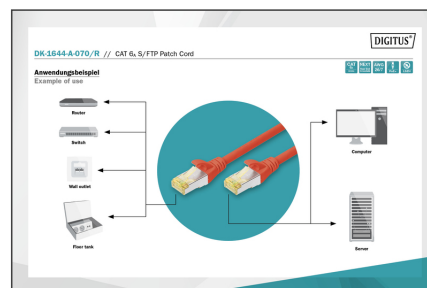 DIGITUS®
DK-1644-A-070/R // CAT 6A S/FTP Patch Cord
Anwendungsbeispiel
Example of use
CAT
Router
Switch
Wall outlet
Floor tank
Computer
Server